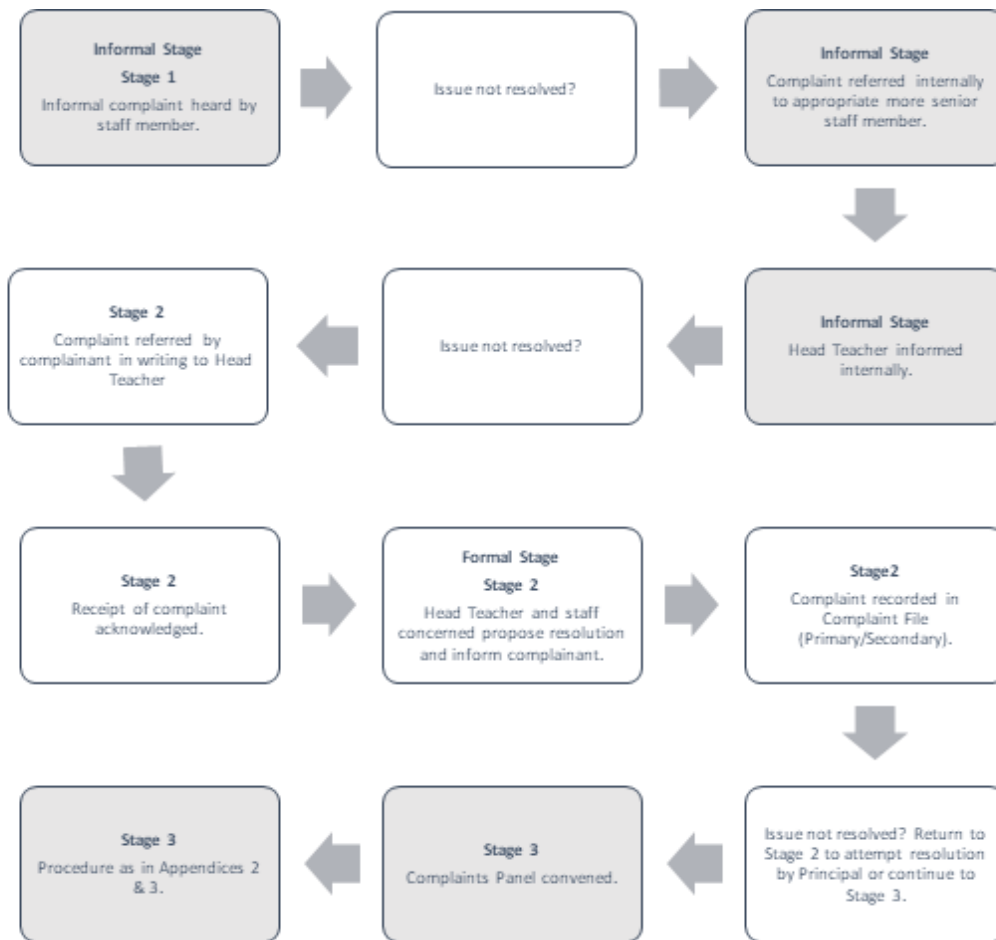 Informal Stage
Stage 1
Informal complaint heard by
staff member.
Issue not resolved?
Informal Stage
Complaint referred internally
to appropriate more senior
staff member.
Informal Stage
Head Teacher informed
internally.
Issue not resolved?
Stage 2
Complaint referred by
complainant in writing to Head
Teacher
Stage 2
Receipt of complaint
acknowledged.
Formal Stage
Stage 2
Head Teacher and staff
concerned propose resolution
and inform complainant.
Stage2
Complaint recorded in
Complaint File
(Primary/Secondary).
Issue not resolved? Return to
Stage 2 to attempt resolution
by Principal or continue to
Stage 3.
Stage 3
Complaints Panel convened.
Stage 3
Procedure as in Appendices 2
& 3.